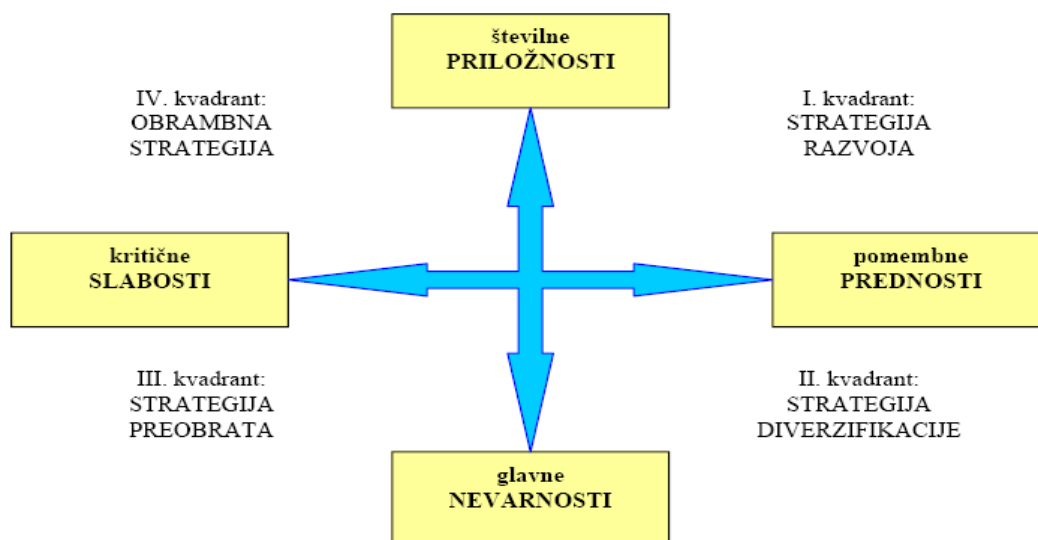 številne
PRILOŽNOSTI
IV. kvadrant:
OBRAMBNA
STRATEGIJA
I. kvadrant:
STRATEGIJA
RAZVOJA
kritične
SLABOSTI
pomembne
PREDNOSTI
III. kvadrant:
STRATEGIJA
PREOBRATA
II. kvadrant:
STRATEGIJA
DIVERZIFIKACIJE
glavne
NEVARNOSTI